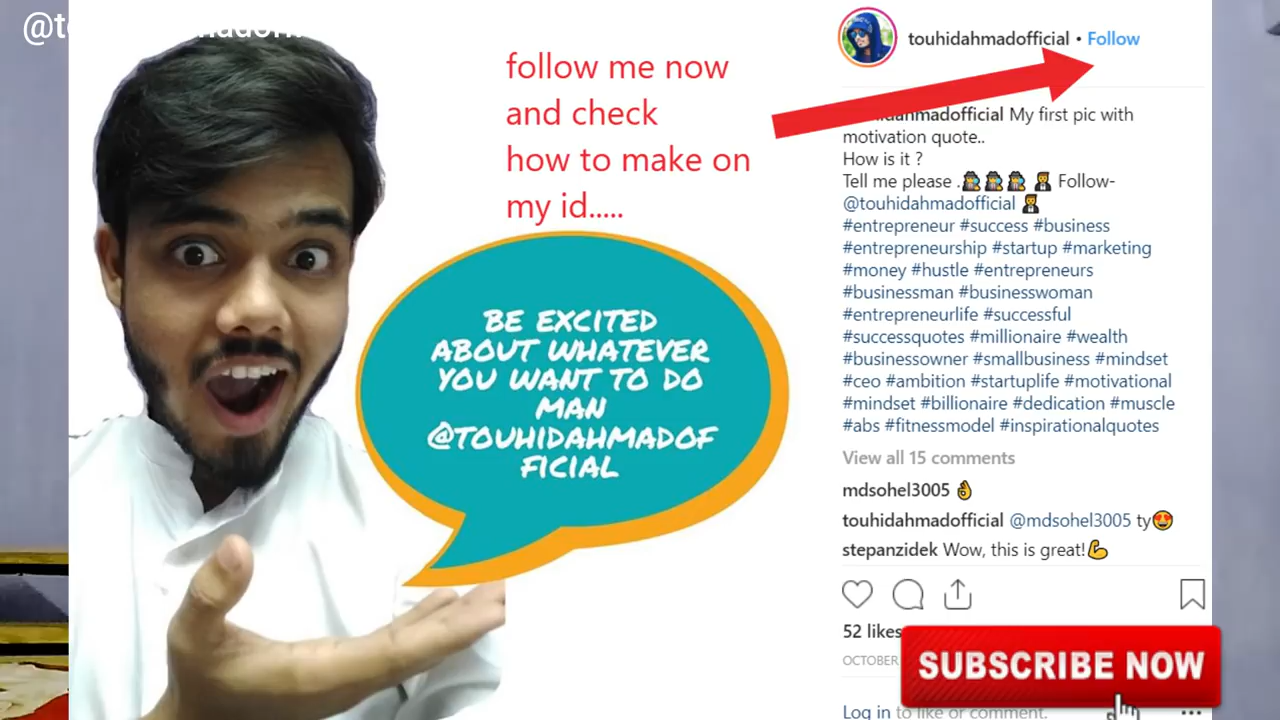 follow me now
and check
how to make on
my id.....
BE EXCITED
ABOUT WHATEVER
YOU WANT TO DO
MAN
@TOUHIDAHMADOF
FICIAL
touhidahmadofficial • Follow
My first pic with
motivation quote..
How is it ?
Tell me please .🕵️🕵️🕵️ 🤵 Follow-
@touhidahmadofficial 🤵
#entrepreneur #success #business
#entrepreneurship #startup #marketing
#money #hustle #entrepreneurs
#businessman #businesswoman
#entrepreneurlife #successful
#successquotes #millionaire #wealth
#businessowner #smallbusiness #mindset
#ceo #ambition #startuplife #motivational
#mindset #billionaire #dedication #muscle
#abs #fitnessmodel #inspirationalquotes
View all 15 comments
mdsohel3005 👌
touhidahmadofficial @mdsohel3005 ty😍
stepanzidek Wow, this is great!💪
52 likes
OCTOBER
SUBSCRIBE NOW
Log in to like or comment.